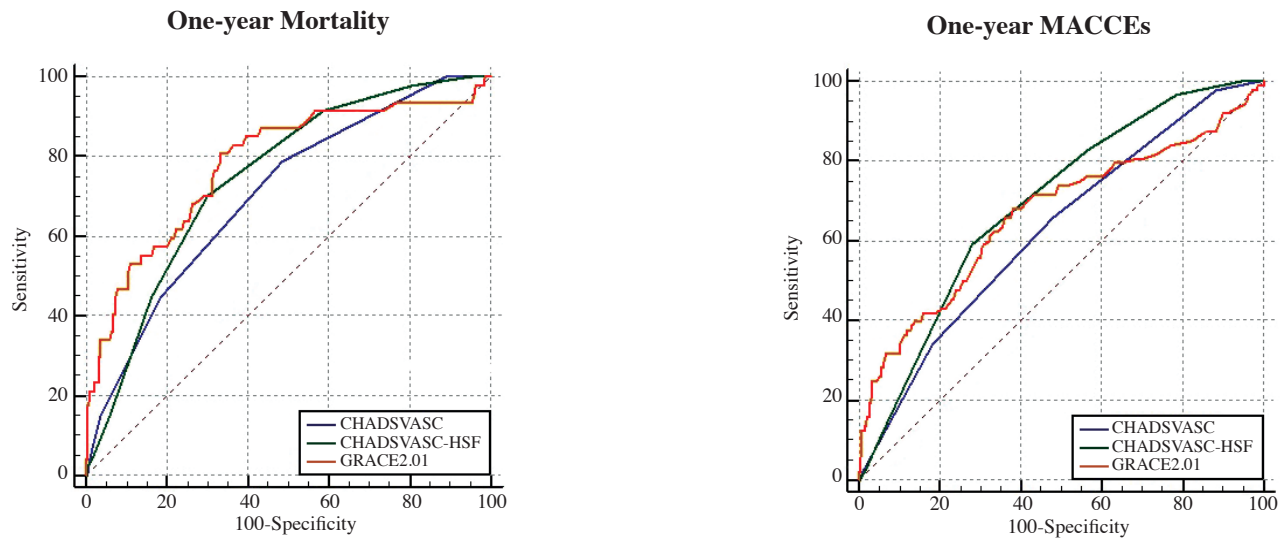 One-year Mortality
100
80
60
40
20
0
Sensitivity
0 20 40 60 80 100
100-Specificity
CHADSVASC
CHADSVASC-HSF
GRACE2.01
One-year MACCEs
100
80
60
40
20
0
Sensitivity
0 20 40 60 80 100
100-Specificity
CHADSVASC
CHADSVASC-HSF
GRACE2.01